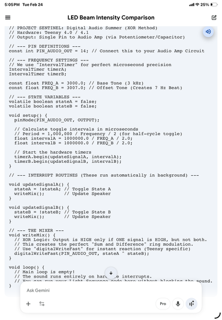 5:05 PM Fri Jun 5
25%
LED Beam Intensity Comparison
// PROJECT SENTINEL: Digital Audio Summer (XOR Method)
// Hardware: Teensy 4.0 / 4.1
// Output: Single Pin to Audio Amp (via Potentiometer/Capacitor)
// --- PIN DEFINITIONS ---
const int PIN_AUDIO_OUT = 14; // Connect this to your Audio Amp Circuit
// --- FREQUENCY SETTINGS ---
// We use "IntervalTimer" for perfect microsecond precision
IntervalTimer timerA;
IntervalTimer timerB;
const float FREQ_A = 3000.0; // Base Tone (3 kHz)
const float FREQ_B = 3007.0; // Offset Tone (Creates 7 Hz Beat)
// --- STATE VARIABLES ---
volatile boolean stateA = false;
volatile boolean stateB = false;
void setup() {
pinMode(PIN_AUDIO_OUT, OUTPUT);
// Calculate toggle interval in microseconds
// Period = 1,000,000 / Frequency / 2 (for half-cycle toggle)
float intervalA = 1000000.0 / FREQ_A / 2.0;
float intervalB = 1000000.0 / FREQ_B / 2.0;
// Start the hardware timers
timerA.begin(updateSignalA, intervalA);
timerB.begin(updateSignalB, intervalB);
}
// --- INTERRUPT ROUTINES (These run automatically in background) ---
void updateSignalA() {
stateA = !stateA; // Toggle State A
writeMix(); // Update Speaker
}
void updateSignalB() {
stateB = !stateB; // Toggle State B
writeMix(); // Update Speaker
}
// --- THE MIXER ---
void writeMix() {
// XOR Logic: Output is HIGH only if ONE signal is HIGH, but not both.
// This creates the perfect "Sum and Difference" ring modulation.
// Use "digitalWriteFast" for instant reaction (Teensy specific)
digitalWriteFast(PIN_AUDIO_OUT, stateA ^ stateB);
}
void loop() {
// Main loop is empty!
// The sound runs entirely on interrupts.
Ask Gemini
Pro